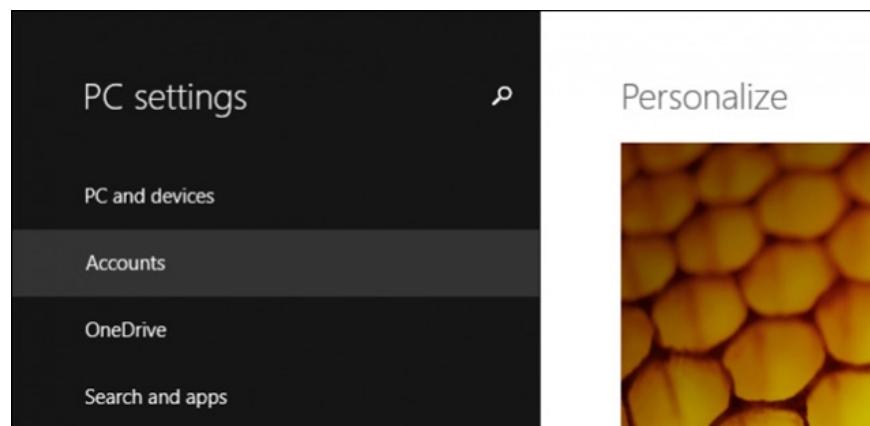 PC settings
Personalize
PC and devices
Accounts
OneDrive
Search and apps